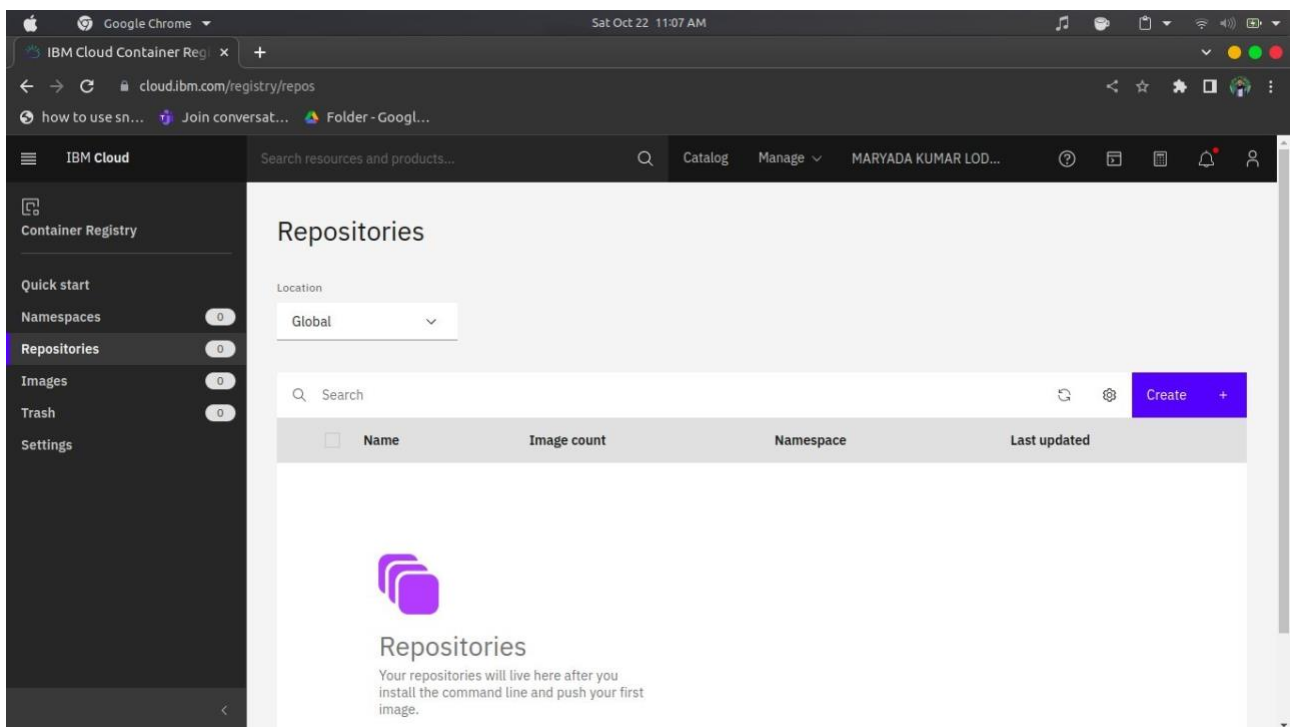 Google Chrome
Sat Oct 22 11:07 AM
IBM Cloud Container Regi
cloud.ibm.com/registry/repos
how to use sn...
Join conversat...
Folder - Googl...
IBM Cloud
Search resources and products...
Catalog
Manage
MARYADA KUMAR LOD...
Container Registry
Quick start
Namespaces 0
Repositories 0
Images 0
Trash 0
Settings
Repositories
Location
Global
Search
Create +
Name Image count Namespace Last updated
Repositories
Your repositories will live here after you
install the command line and push your first
image.